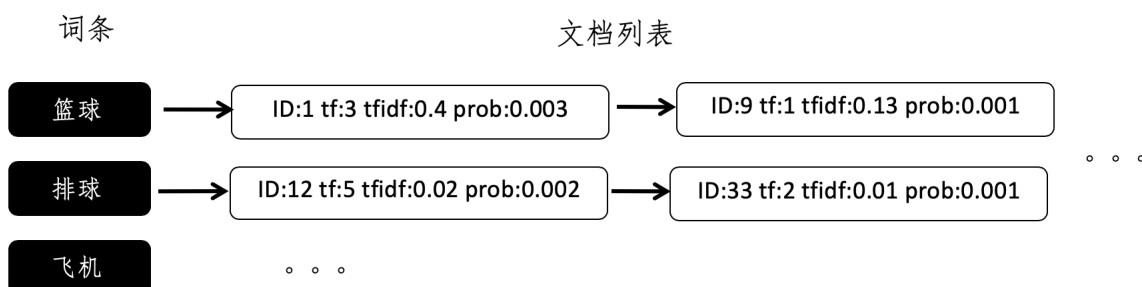 词条 文档列表
篮球 ID:1 tf:3 tfidf:0.4 prob:0.003 ID:9 tf:1 tfidf:0.13 prob:0.001
。。。
排球 ID:12 tf:5 tfidf:0.02 prob:0.002 ID:33 tf:2 tfidf:0.01 prob:0.001
飞机 。。。